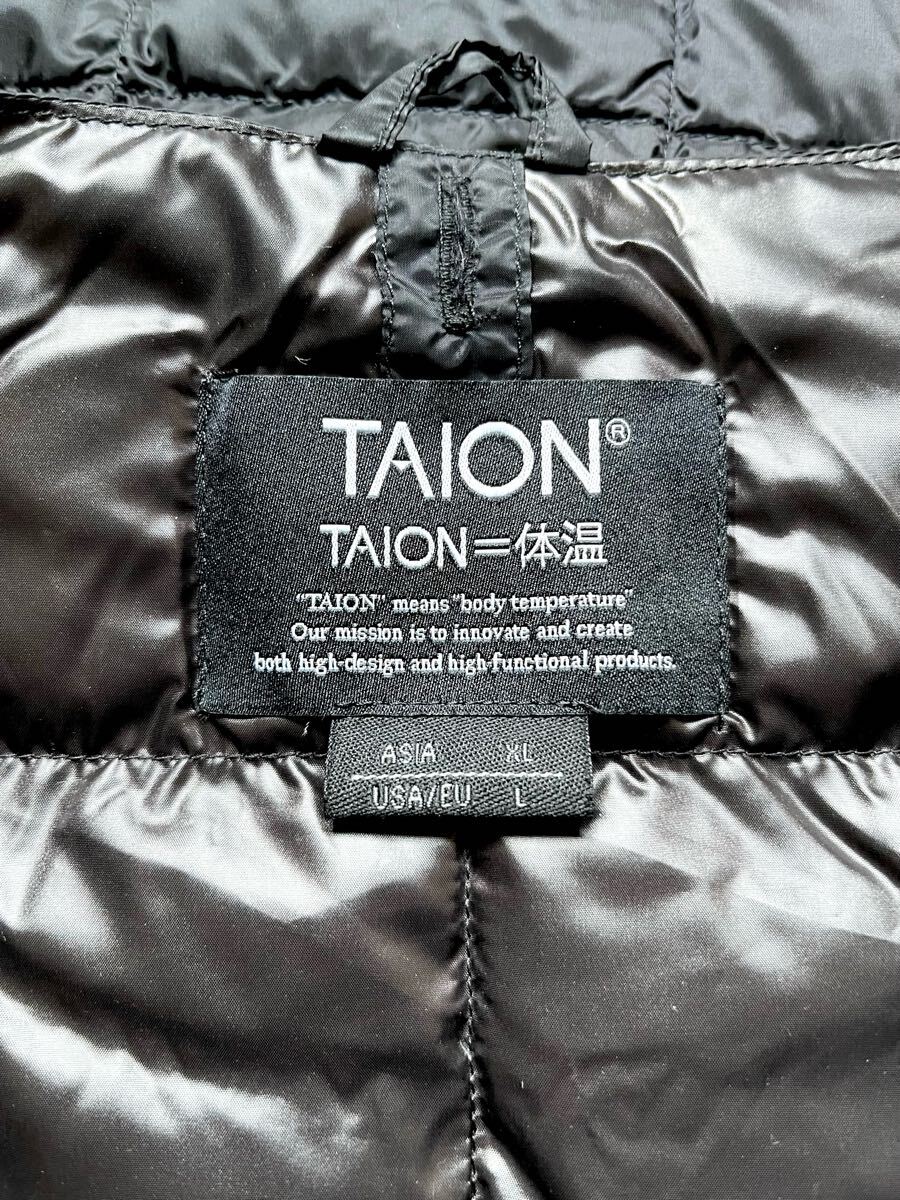 TAION®
TAION=体温
"TAION" means "body temperature"
Our mission is to innovate and create
both high-design and high-functional products.
ASIA XL
USA/EU L